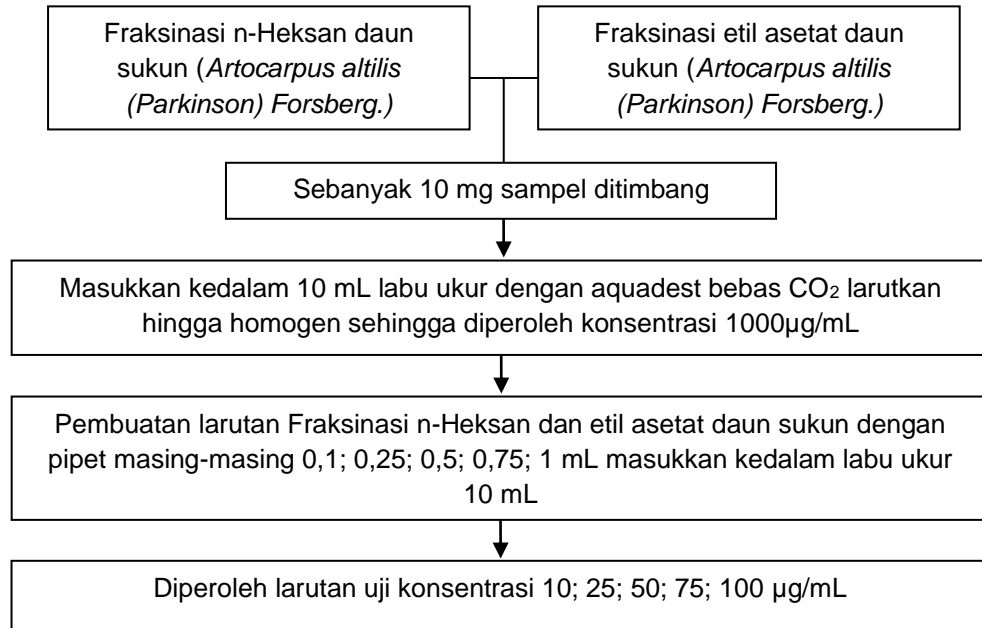 Fraksinasi n-Heksan daun
sukun (Artocarpus altilis
(Parkinson) Forsberg.)
Fraksinasi etil asetat daun
sukun (Artocarpus altilis
(Parkinson) Forsberg.)
Sebanyak 10 mg sampel ditimbang
Masukkan kedalam 10 mL labu ukur dengan aquadest bebas CO₂ larutkan
hingga homogen sehingga diperoleh konsentrasi 1000µg/mL
Pembuatan larutan Fraksinasi n-Heksan dan etil asetat daun sukun dengan
pipet masing-masing 0,1; 0,25; 0,5; 0,75; 1 mL masukkan kedalam labu ukur
10 mL
Diperoleh larutan uji konsentrasi 10; 25; 50; 75; 100 µg/mL